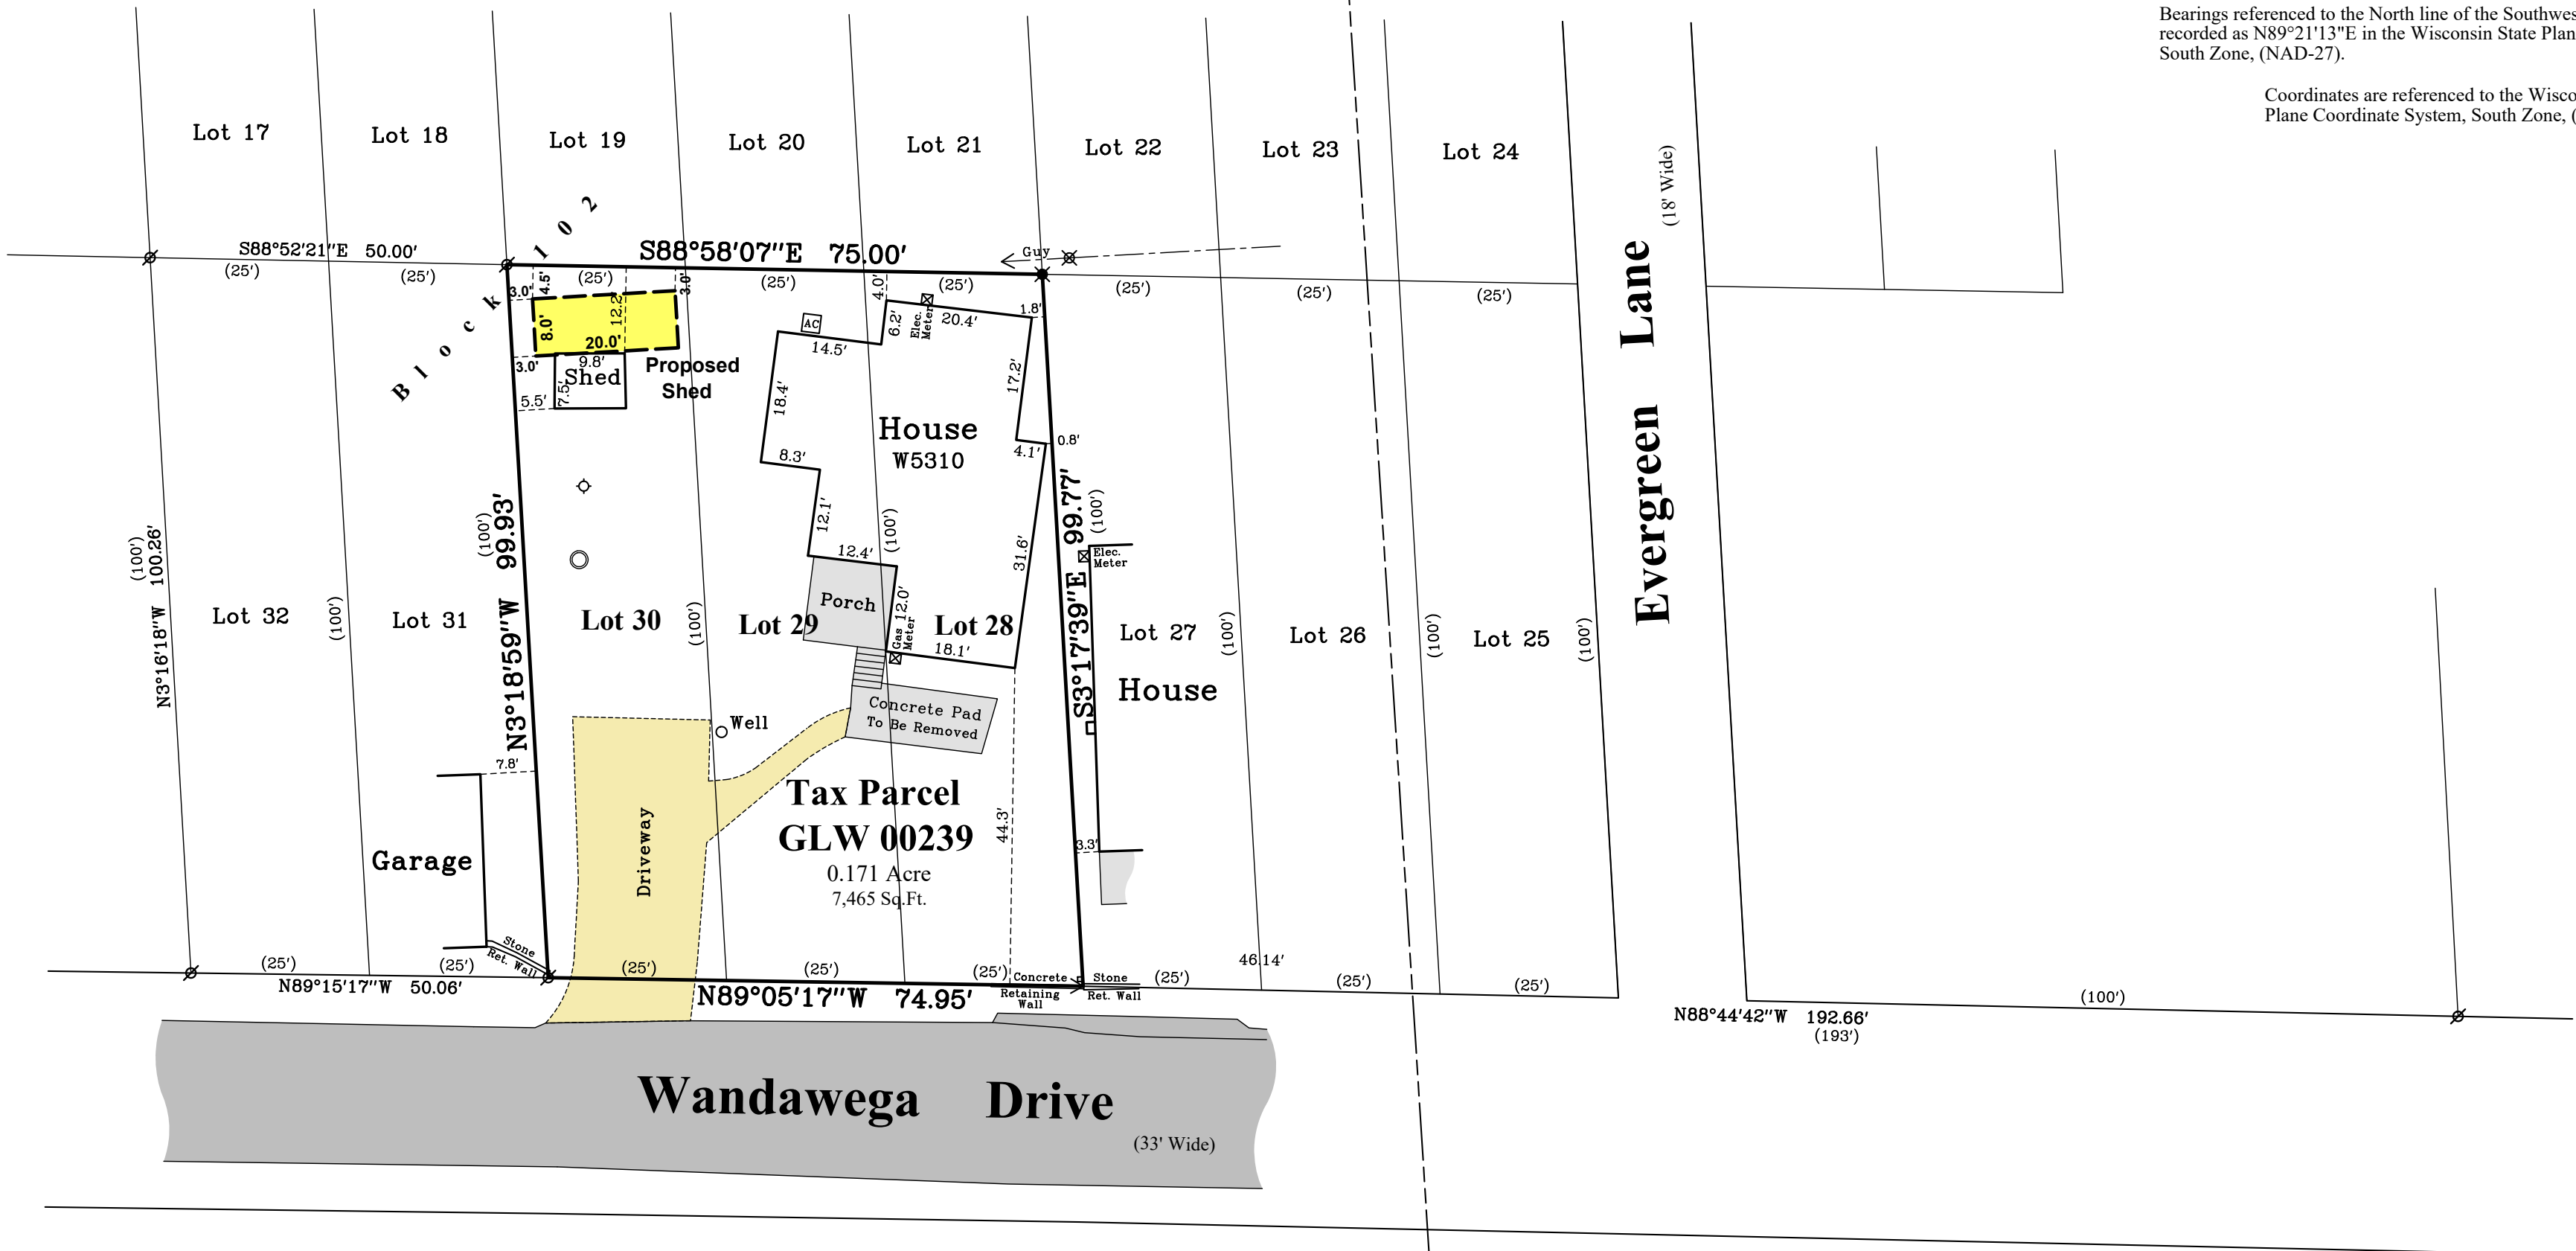 Bearings referenced to the North line of the Southwes
recorded as N89°21'13"E in the Wisconsin State Plan
South Zone, (NAD-27).
Coordinates are referenced to the Wisco
Plane Coordinate System, South Zone, (
Lot 17
Lot 18
Lot 19
Lot 20
Lot 21
Lot 22
Lot 23
Lot 24
(18' Wide)
Evergreen Lane
Block 102
S88°52'21"E 50.00'
S88°58'07"E 75.00'
Guy
(25')
(25')
(25')
(25')
(25')
(25')
(25')
(25')
3.0'
4.5'
3.0'
4.0'
1.8'
8.0'
12.2'
20.0'
3.0'
9.8'
Shed
7.5'
5.5'
Proposed
Shed
AC
14.5'
6.2'
Elec.
Meter
20.4'
17.2'
18.4'
House
W5310
0.8'
4.1'
8.3'
12.1'
12.4'
(100')
31.6'
Porch
12.0'
Gas
Meter
18.1'
Concrete Pad
To Be Removed
(100')
N3°16'18"W 100.26'
(100')
N3°18'59"W 99.93'
(100')
S3°17'39"E 99.77'
(100')
Elec.
Meter
Lot 32
(100')
Lot 31
Lot 30
(100')
Lot 29
Lot 28
Lot 27
(100')
Lot 26
(100')
Lot 25
(100')
House
Well
7.8'
Garage
Driveway
Tax Parcel
GLW 00239
0.171 Acre
7,465 Sq.Ft.
44.3'
3.3'
Stone
Ret. Wall
(25')
(25')
(25')
(25')
(25')
Concrete
Retaining
Wall
Stone
Ret. Wall
(25')
46.14'
(25')
(25')
(100')
N89°15'17"W 50.06'
N89°05'17"W 74.95'
N88°44'42"W 192.66'
(193')
Wandawega Drive
(33' Wide)